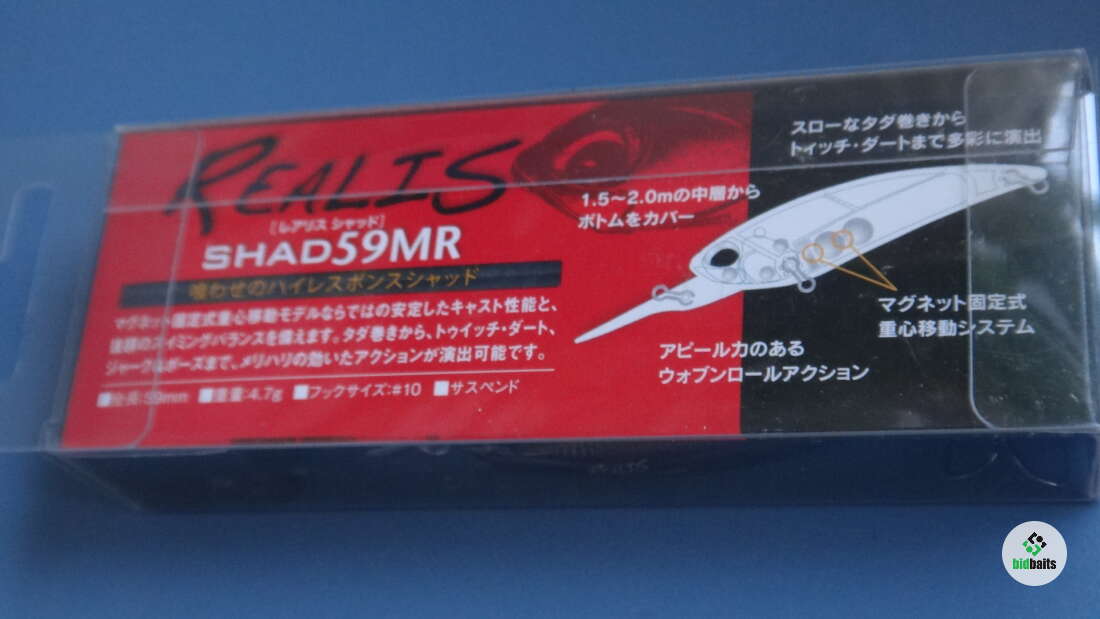 REALIS
[レアリス シャッド]
SHAD59MR
喰わせのハイレスポンスシャッド
マグネット固定式重心移動モデルならではの安定したキャスト性能と、
抜群のスイミングバランスを備えます。タダ巻きから、トゥイッチ・ダート、
ジャーク&ポーズまで、メリハリの効いたアクションが演出可能です。
■全長:59mm ■重量:4.7g ■フックサイズ:#10 ■サスペンド
スローなタダ巻きから
トィッチ・ダートまで多彩に演出
1.5～2.0mの中層から
ボトムをカバー
マグネット固定式
重心移動システム
アピール力のある
ウォブンロールアクション
REALIS
bidbaits